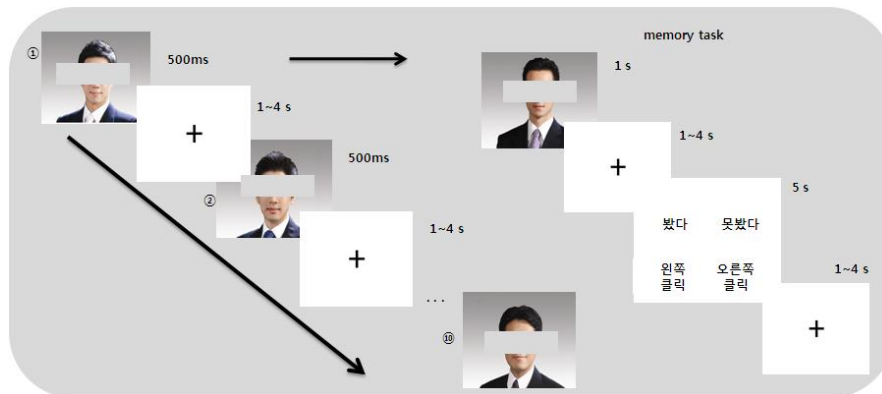 ①
500ms
1~4 s
②
500ms
1~4 s
...
⑩
memory task
1 s
1~4 s
5 s
봤다 못봤다
왼쪽 오른쪽
클릭 클릭
1~4 s